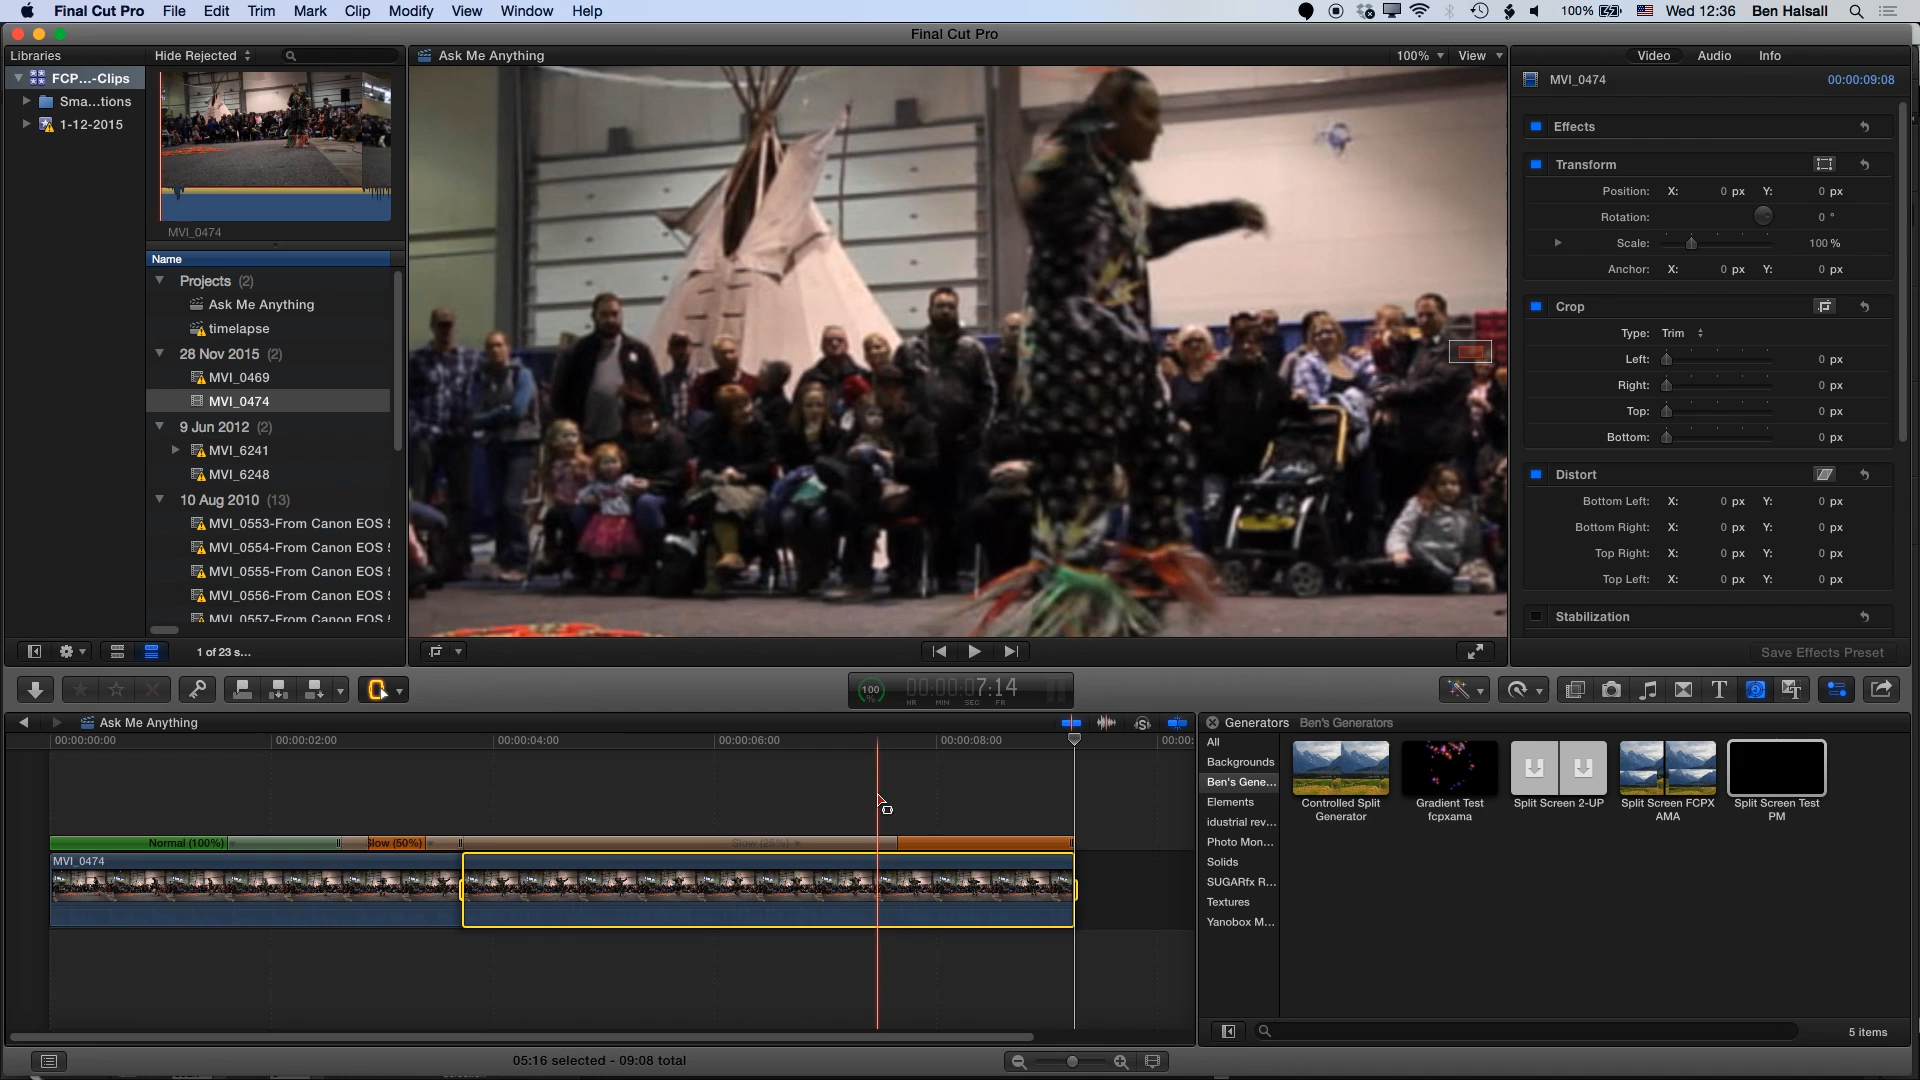 Final Cut Pro File Edit Trim Mark Clip Modify View Window Help 100% Wed 12:36 Ben Halsall
Final Cut Pro
Libraries Hide Rejected Ask Me Anything 100% View Video Audio Info
FCP...-Clips
Sma...tions
1-12-2015
MVI_0474
MVI_0474 00:00:09:08
Effects
Transform
Position: X: 0 px Y: 0 px
Rotation: 0 °
Scale: 100 %
Anchor: X: 0 px Y: 0 px
Crop
Type: Trim
Left: 0 px
Right: 0 px
Top: 0 px
Bottom: 0 px
Distort
Bottom Left: X: 0 px Y: 0 px
Bottom Right: X: 0 px Y: 0 px
Top Right: X: 0 px Y: 0 px
Top Left: X: 0 px Y: 0 px
Stabilization
Save Effects Preset
Name
Projects (2)
Ask Me Anything
timelapse
28 Nov 2015 (2)
MVI_0469
MVI_0474
9 Jun 2012 (2)
MVI_6241
MVI_6248
10 Aug 2010 (13)
MVI_0553-From Canon EOS
MVI_0554-From Canon EOS
MVI_0555-From Canon EOS
MVI_0556-From Canon EOS
MVI_0557-From Canon EOS
1 of 23 s...
100 % 00:00:07:14
HR MIN SEC FR
Ask Me Anything
00:00:00:00 00:00:02:00 00:00:04:00 00:00:06:00 00:00:08:00 00:00:
Normal (100%) Slow (50%) Slow (25%)
MVI_0474
05:16 selected - 09:08 total
Generators Ben's Generators
All
Backgrounds
Ben's Gene...
Elements
idustrial rev...
Photo Mon...
Solids
SUGARfx R...
Textures
Yanobox M...
Controlled Split Generator
Gradient Test fcpxama
Split Screen 2-UP
Split Screen FCPX AMA
Split Screen Test PM
5 items